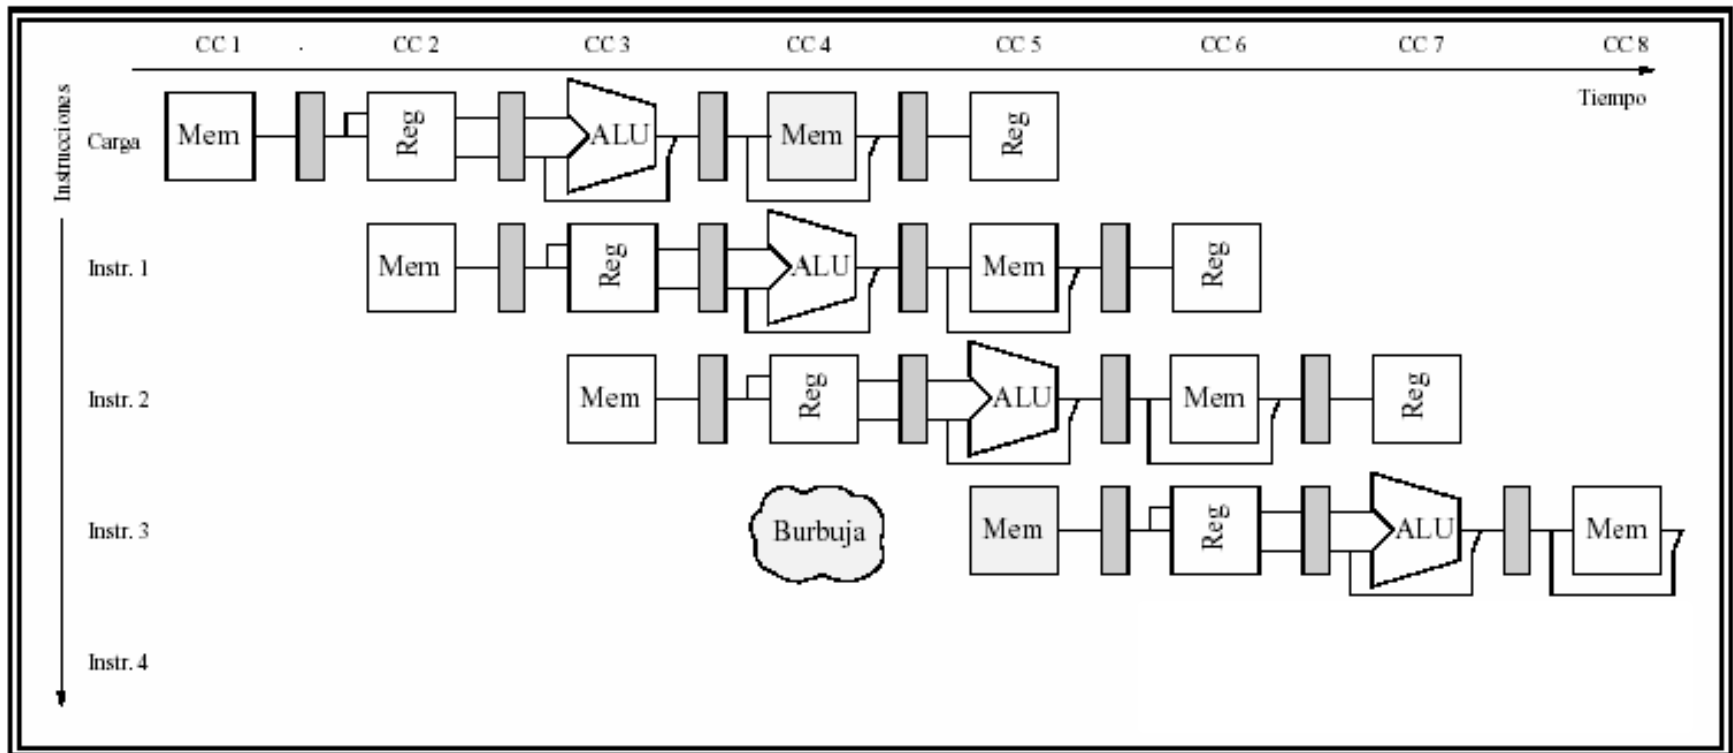 CC 1 CC 2 CC 3 CC 4 CC 5 CC 6 CC 7 CC 8
Tiempo
Instrucciones
Carga Mem Reg ALU Mem Reg
Instr. 1 Mem Reg ALU Mem Reg
Instr. 2 Mem Reg ALU Mem Reg
Instr. 3 Burbuja Mem Reg ALU Mem
Instr. 4